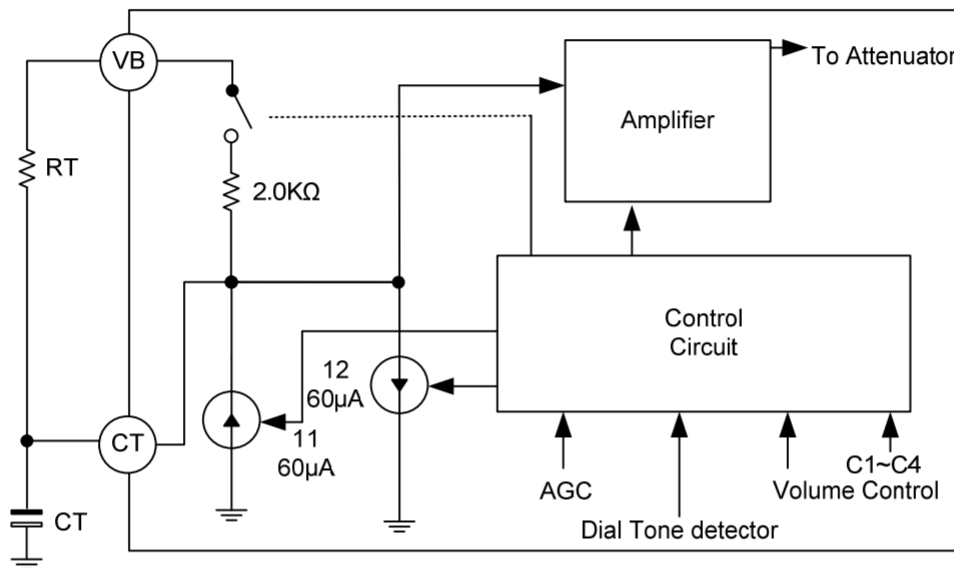 VB
To Attenuator
Amplifier
RT
2.0KΩ
Control
Circuit
12
60µA
11
60µA
CT
CT
AGC
C1~C4
Volume Control
Dial Tone detector